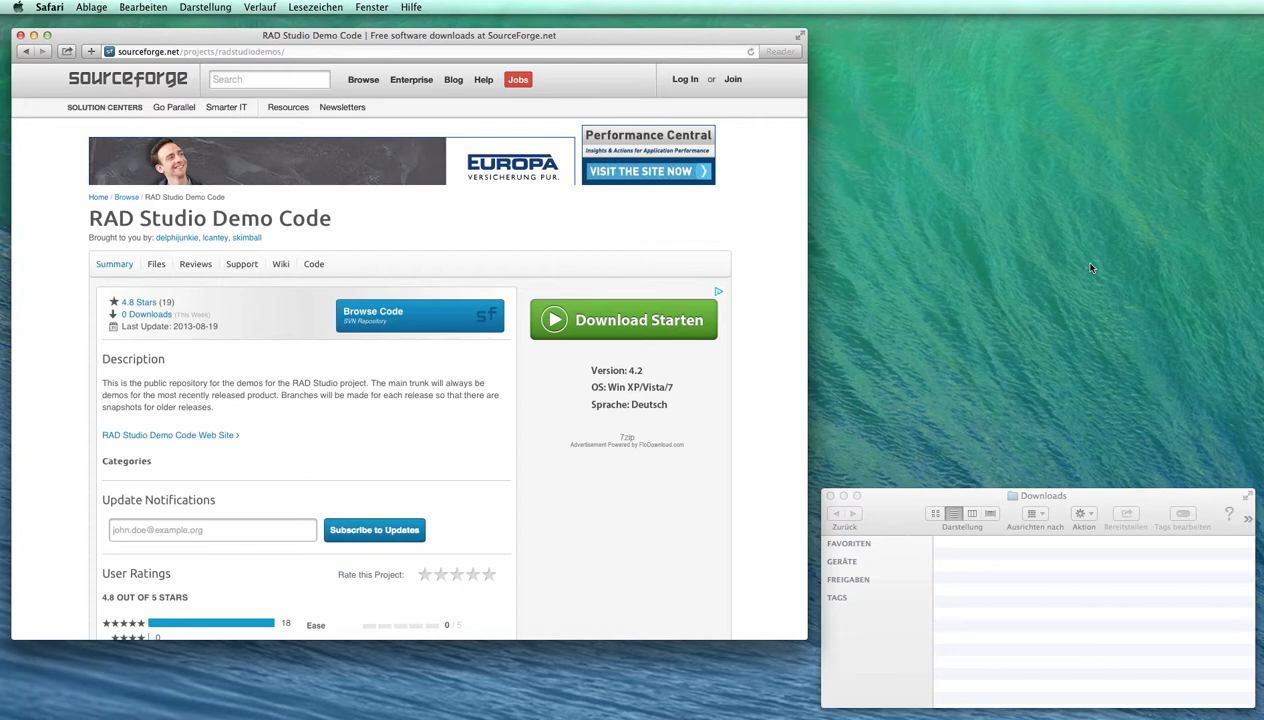 Safari Ablage Bearbeiten Darstellung Verlauf Lesezeichen Fenster Hilfe
RAD Studio Demo Code | Free software downloads at SourceForge.net
sourceforge.net/projects/radstudiodemos/
Reader
sourceforge Search Browse Enterprise Blog Help Jobs Log In or Join
SOLUTION CENTERS Go Parallel Smarter IT Resources Newsletters
EUROPA
VERSICHERUNG PUR.
Performance Central
Insights & Actions for Application Performance
VISIT THE SITE NOW
Home / Browse / RAD Studio Demo Code
RAD Studio Demo Code
Brought to you by: delphijunkie, lcantey, skimball
Summary Files Reviews Support Wiki Code
4.8 Stars (19)
0 Downloads (This Week)
Last Update: 2013-08-19
Browse Code
SVN Repository
sf
Download Starten
Version: 4.2
OS: Win XP/Vista/7
Sprache: Deutsch
7zip
Advertisement Powered by FloDownload.com
Description
This is the public repository for the demos for the RAD Studio project. The main trunk will always be
demos for the most recently released product. Branches will be made for each release so that there are
snapshots for older releases.
RAD Studio Demo Code Web Site ›
Categories
Update Notifications
john.doe@example.org Subscribe to Updates
User Ratings Rate this Project:
4.8 OUT OF 5 STARS
★★★★★ 18 Ease 0 / 5
★★★★ 0
Downloads
Zurück Darstellung Ausrichten nach Aktion Bereitstellen Tags bearbeiten
FAVORITEN
GERÄTE
FREIGABEN
TAGS